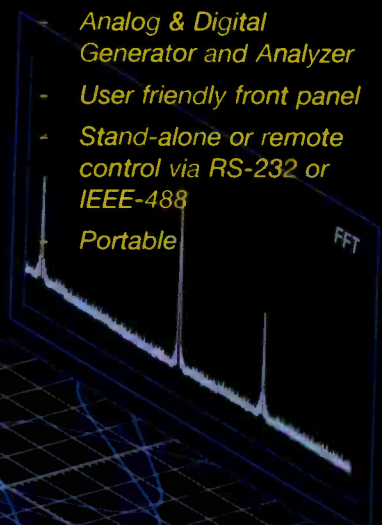 - Analog & Digital
Generator and Analyzer
- User friendly front panel
- Stand-alone or remote
control via RS-232 or
IEEE-488
- Portable
FFT